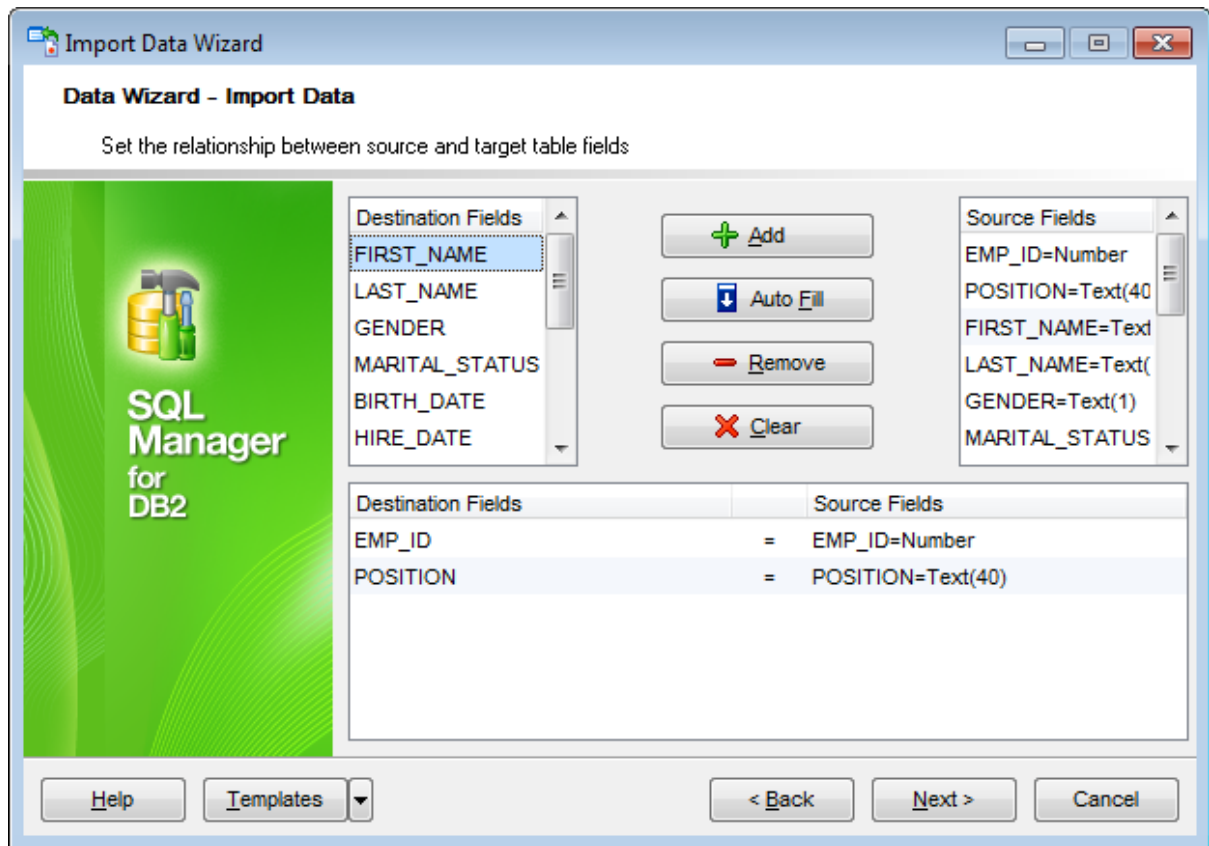 Import Data Wizard
Data Wizard - Import Data
Set the relationship between source and target table fields
SQL
Manager
for
DB2
Destination Fields
FIRST_NAME
LAST_NAME
GENDER
MARITAL_STATUS
BIRTH_DATE
HIRE_DATE
Add
Auto Fill
Remove
Clear
Source Fields
EMP_ID=Number
POSITION=Text(40
FIRST_NAME=Text
LAST_NAME=Text(
GENDER=Text(1)
MARITAL_STATUS
Destination Fields Source Fields
EMP_ID = EMP_ID=Number
POSITION = POSITION=Text(40)
Help Templates < Back Next > Cancel